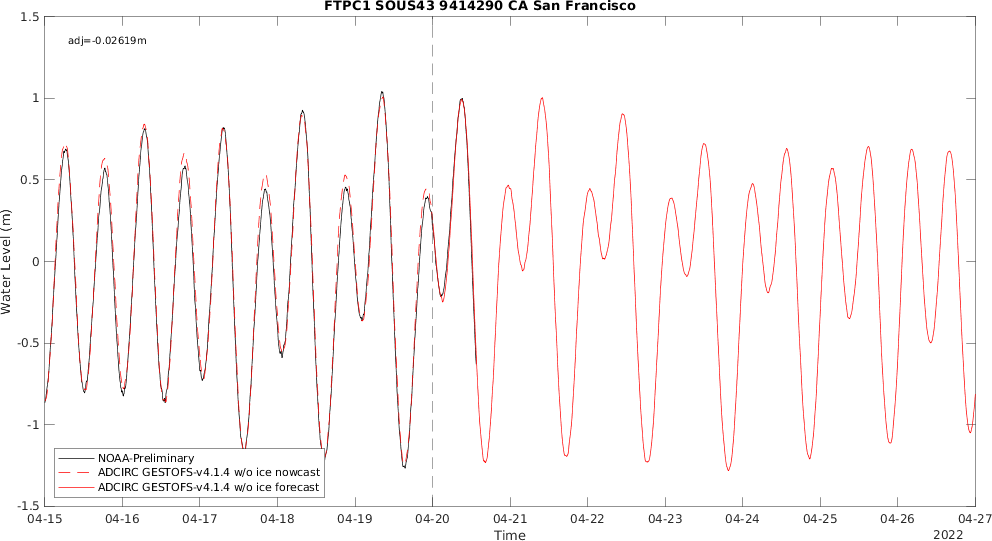 FTPC1 SOUS43 9414290 CA San Francisco
adj=-0.02619m
1.5
1
0.5
0
-0.5
-1
-1.5
Water Level (m)
NOAA-Preliminary
ADCIRC GESTOFS-v4.1.4 w/o ice nowcast
ADCIRC GESTOFS-v4.1.4 w/o ice forecast
04-15 04-16 04-17 04-18 04-19 04-20 04-21 04-22 04-23 04-24 04-25 04-26 04-27
Time
2022